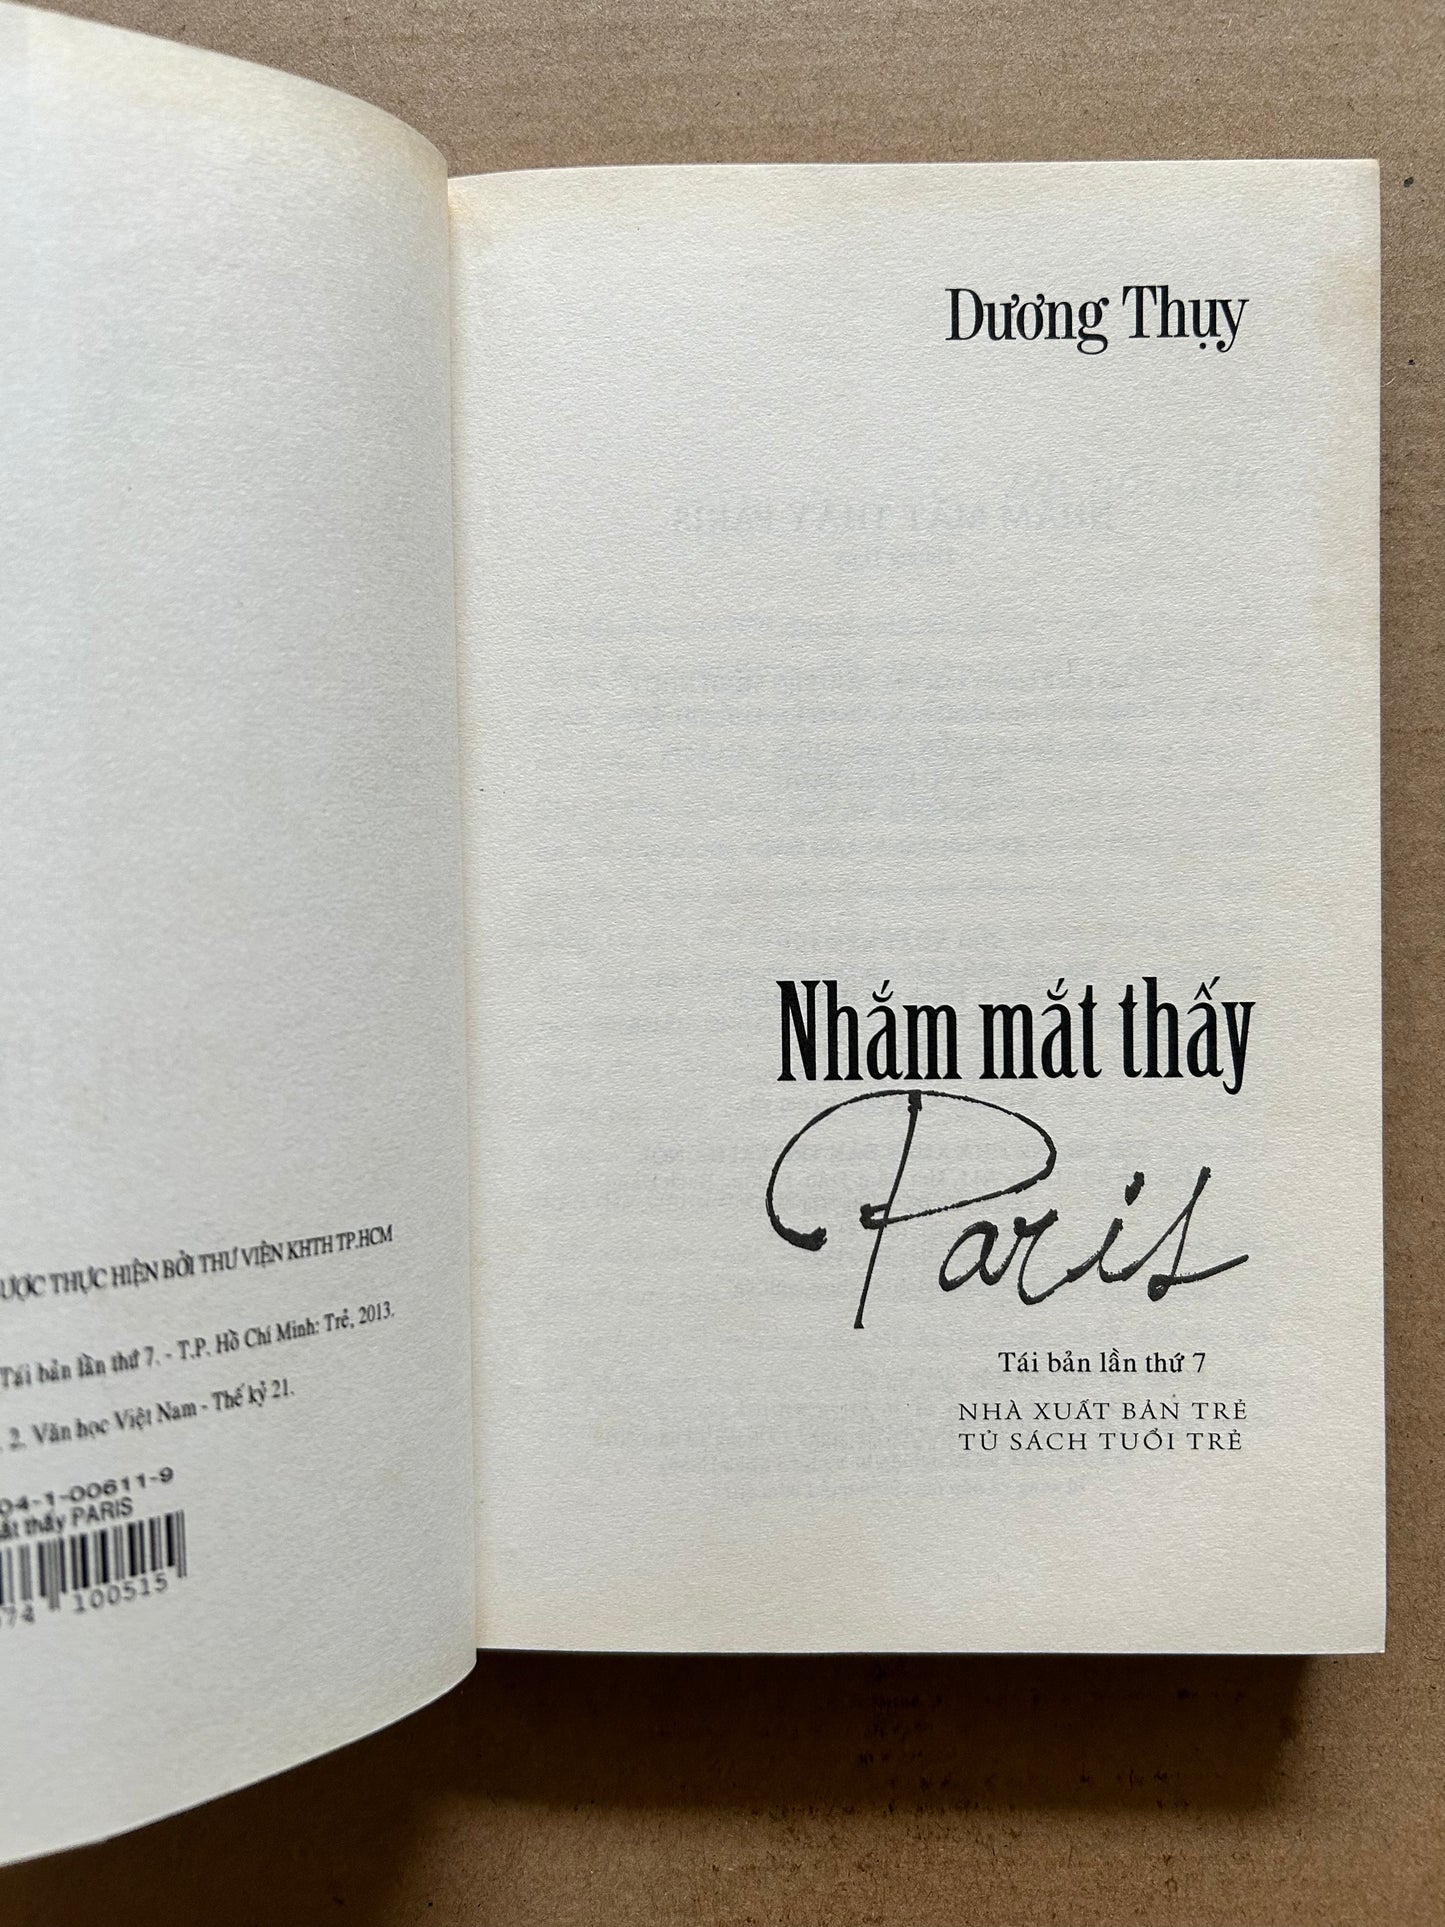 ƯỢC THỰC HIỆN BỞI THƯ VIỆN KHTH TP.HCM
Tái bản lần thứ 7. - T.P. Hồ Chí Minh: Trẻ, 2013.
2. Văn học Việt Nam - Thế kỷ 21.
04-1-00611-9
ắt thấy PARIS
100515
Dương Thụy
Nhắm mắt thấy
Paris
Tái bản lần thứ 7
NHÀ XUẤT BẢN TRẺ
TỦ SÁCH TUỔI TRẺ